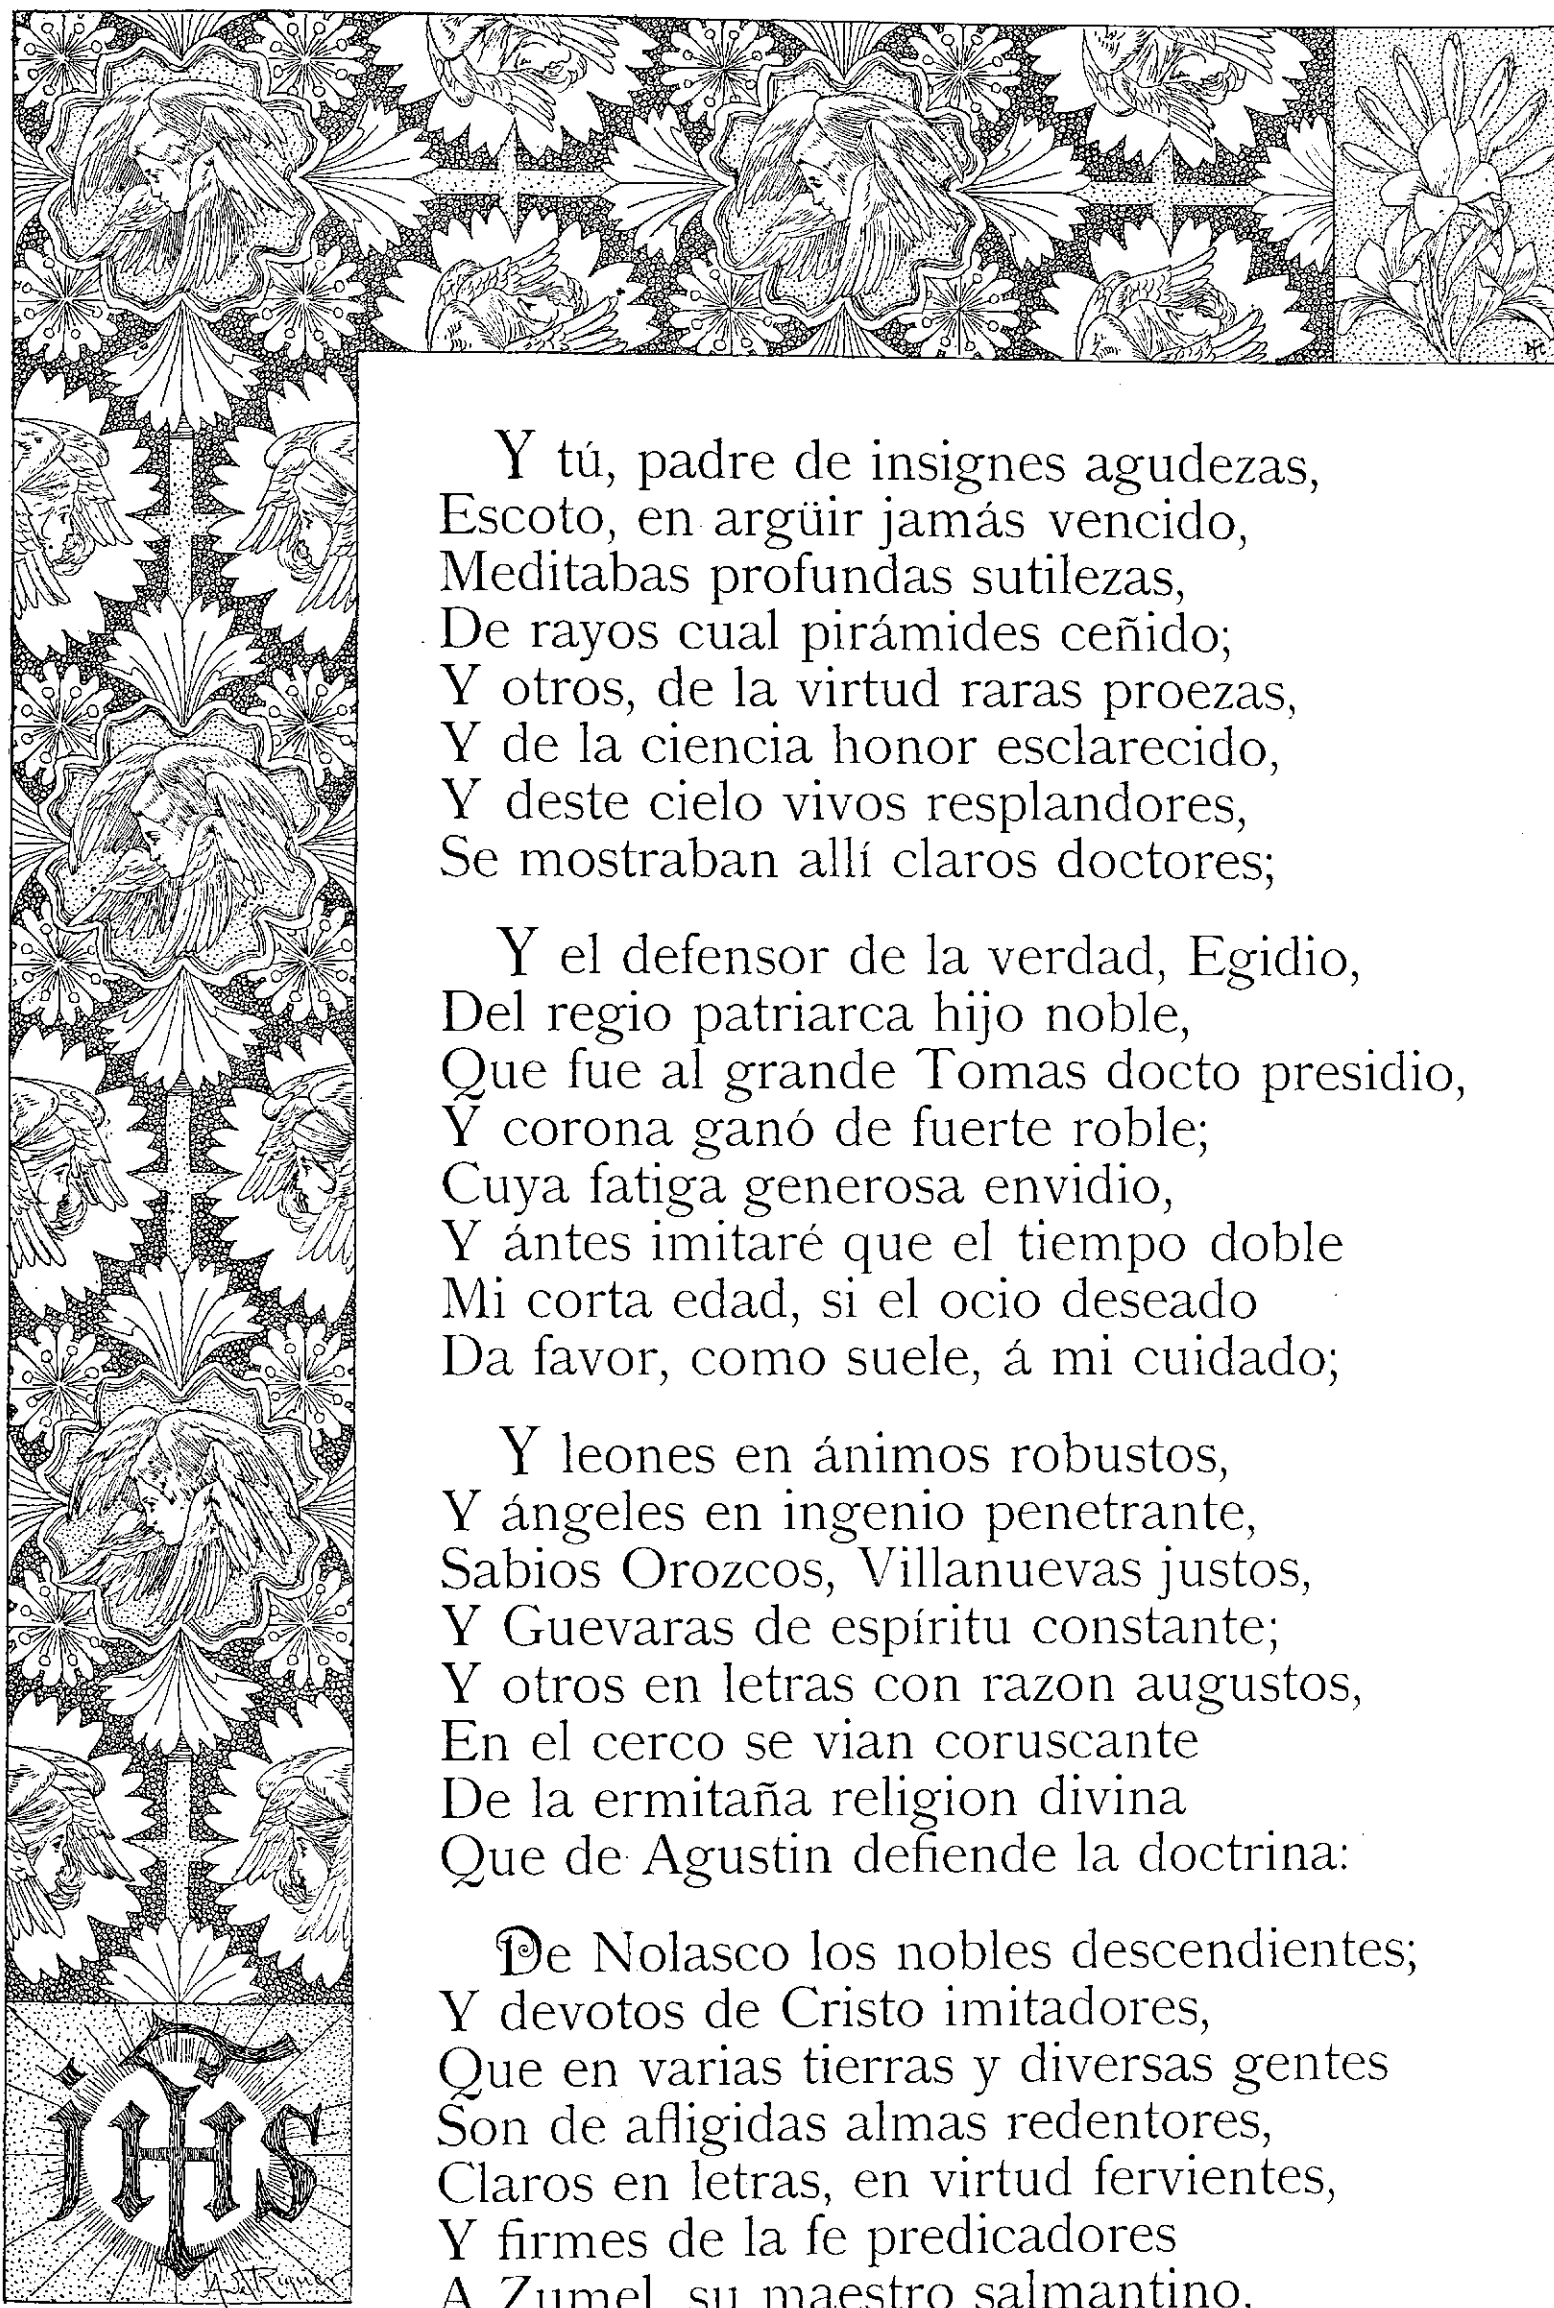 Y tú, padre de insignes agudezas,
Escoto, en argüir jamás vencido,
Meditabas profundas sutilezas,
De rayos cual pirámides ceñido;
Y otros, de la virtud raras proezas,
Y de la ciencia honor esclarecido,
Y deste cielo vivos resplandores,
Se mostraban allí claros doctores;
Y el defensor de la verdad, Egidio,
Del regio patriarca hijo noble,
Que fue al grande Tomas docto presidio,
Y corona ganó de fuerte roble;
Cuya fatiga generosa envidio,
Y ántes imitaré que el tiempo doble
Mi corta edad, si el ocio deseado
Da favor, como suele, á mi cuidado;
Y leones en ánimos robustos,
Y ángeles en ingenio penetrante,
Sabios Orozcos, Villanuevas justos,
Y Guevaras de espíritu constante;
Y otros en letras con razon augustos,
En el cerco se vian coruscante
De la ermitaña religion divina
Que de Agustin defiende la doctrina:
De Nolasco los nobles descendientes;
Y devotos de Cristo imitadores,
Que en varias tierras y diversas gentes
Son de afligidas almas redentores,
Claros en letras, en virtud fervientes,
Y firmes de la fe predicadores
A Zumel, su maestro salmantino,
jHS
A. de Riquer